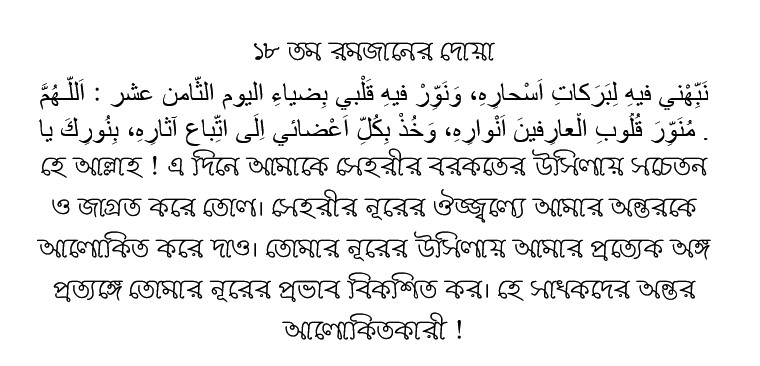 ১৮ তম রমজানের দোয়া
نَبِّهْني فيهِ لِبَرَكاتِ اَسْحارِهِ، وَنَوِّرْ فيهِ قَلْبي بِضياءِ اليوم الثّامن عشر : اَللّـهُمَّ
. مُنَوِّرَ قُلُوبِ الْعارِفينَ اَنْوارِهِ، وَخُذْ بِكُلِّ اَعْضائي اِلَى اتِّباعِ آثارِهِ، بِنُورِكَ يا
হে আল্লাহ ! এ দিনে আমাকে সেহরীর বরকতের উসিলায় সচেতন
ও জাগ্রত করে তোল। সেহরীর নূরের ঔজ্জ্বল্যে আমার অন্তরকে
আলোকিত করে দাও। তোমার নূরের উসিলায় আমার প্রত্যেক অঙ্গ
প্রত্যঙ্গে তোমার নূরের প্রভাব বিকশিত কর। হে সাধকদের অন্তর
আলোকিতকারী !